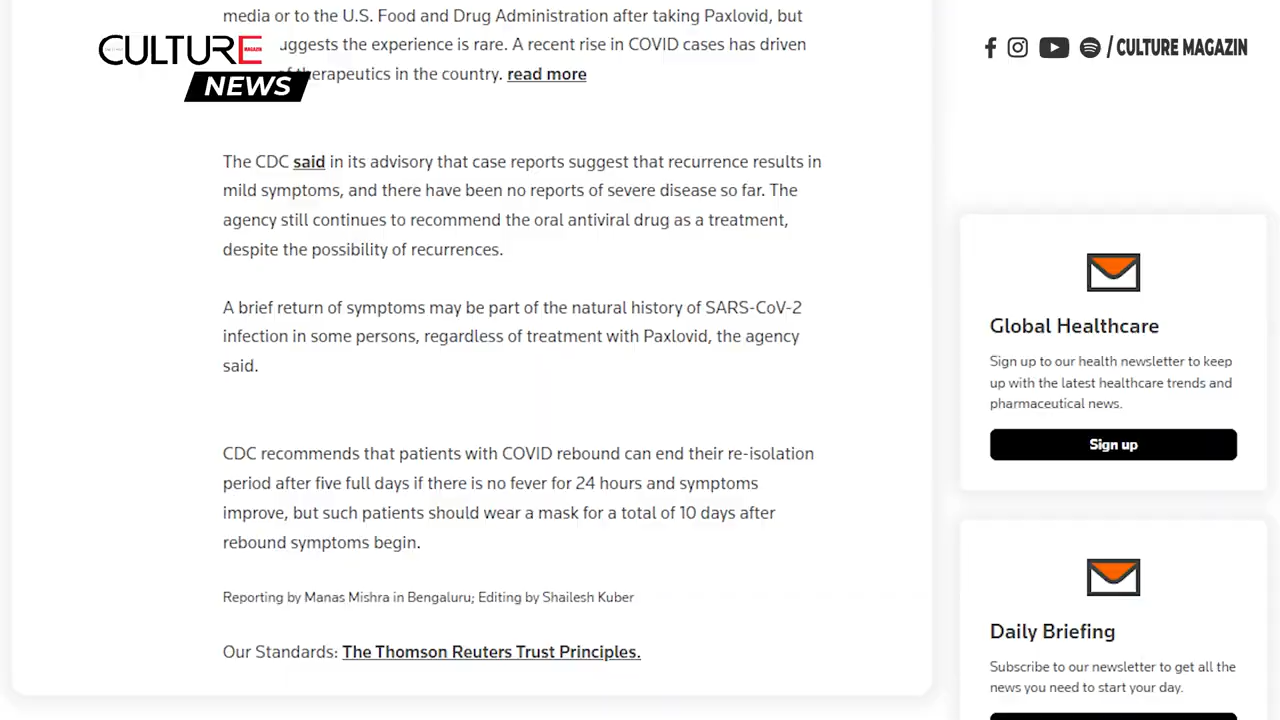 media or to the U.S. Food and Drug Administration after taking Paxlovid, but
CULTURE
MAGAZIN
NEWS
suggests the experience is rare. A recent rise in COVID cases has driven
therapeutics in the country. read more
/ CULTURE MAGAZIN
The CDC said in its advisory that case reports suggest that recurrence results in
mild symptoms, and there have been no reports of severe disease so far. The
agency still continues to recommend the oral antiviral drug as a treatment,
despite the possibility of recurrences.
A brief return of symptoms may be part of the natural history of SARS-CoV-2
infection in some persons, regardless of treatment with Paxlovid, the agency
said.
CDC recommends that patients with COVID rebound can end their re-isolation
period after five full days if there is no fever for 24 hours and symptoms
improve, but such patients should wear a mask for a total of 10 days after
rebound symptoms begin.
Reporting by Manas Mishra in Bengaluru; Editing by Shailesh Kuber
Our Standards: The Thomson Reuters Trust Principles.
Global Healthcare
Sign up to our health newsletter to keep
up with the latest healthcare trends and
pharmaceutical news.
Sign up
Daily Briefing
Subscribe to our newsletter to get all the
news you need to start your day.